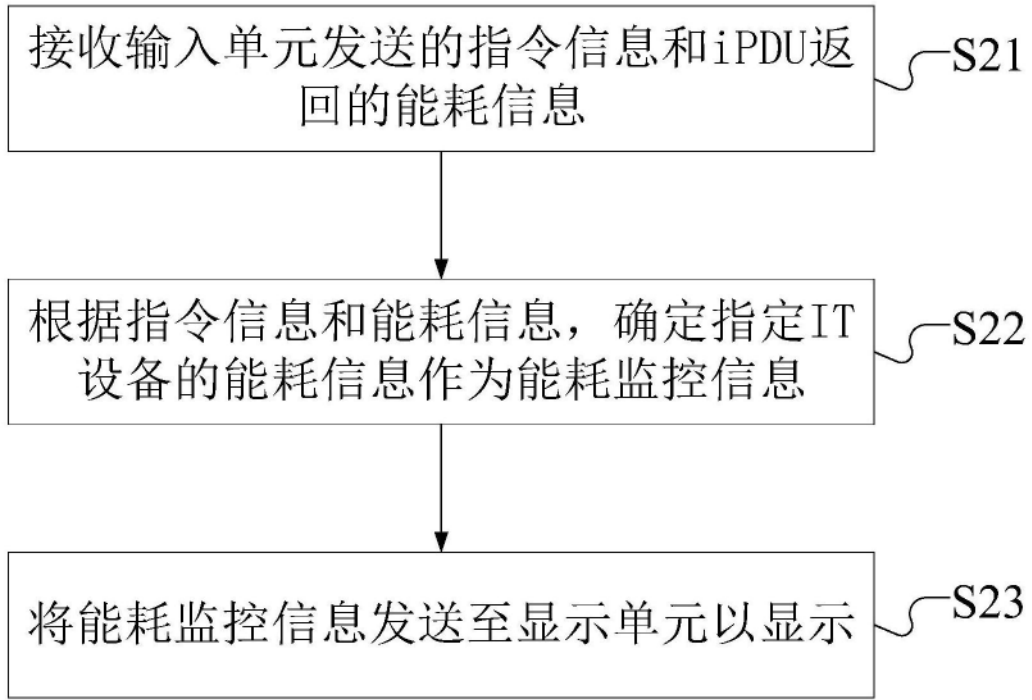 接收输入单元发送的指令信息和iPDU返
回的能耗信息
S21
根据指令信息和能耗信息，确定指定IT
设备的能耗信息作为能耗监控信息
S22
将能耗监控信息发送至显示单元以显示
S23